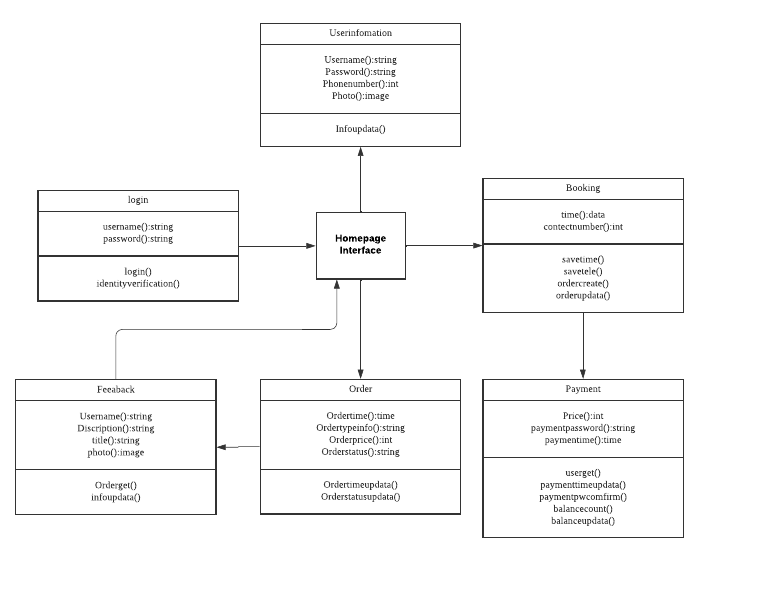 Userinfomation
Username():string
Password():string
Phonenumber():int
Photo():image
Infoupdata()
login
username():string
password():string
login()
identityverification()
Homepage
Interface
Booking
time():data
contectnumber():int
savetime()
savetele()
ordercreate()
orderupdata()
Feeaback
Username():string
Discription():string
title():string
photo():image
Orderget()
infoupdata()
Order
Ordertime():time
Ordertypeinfo():string
Orderprice():int
Orderstatus():string
Ordertimeupdata()
Orderstatusupdata()
Payment
Price():int
paymentpassword():string
paymentime():time
userget()
paymenttimeupdata()
paymentpwcomfirm()
balancecount()
balanceupdata()